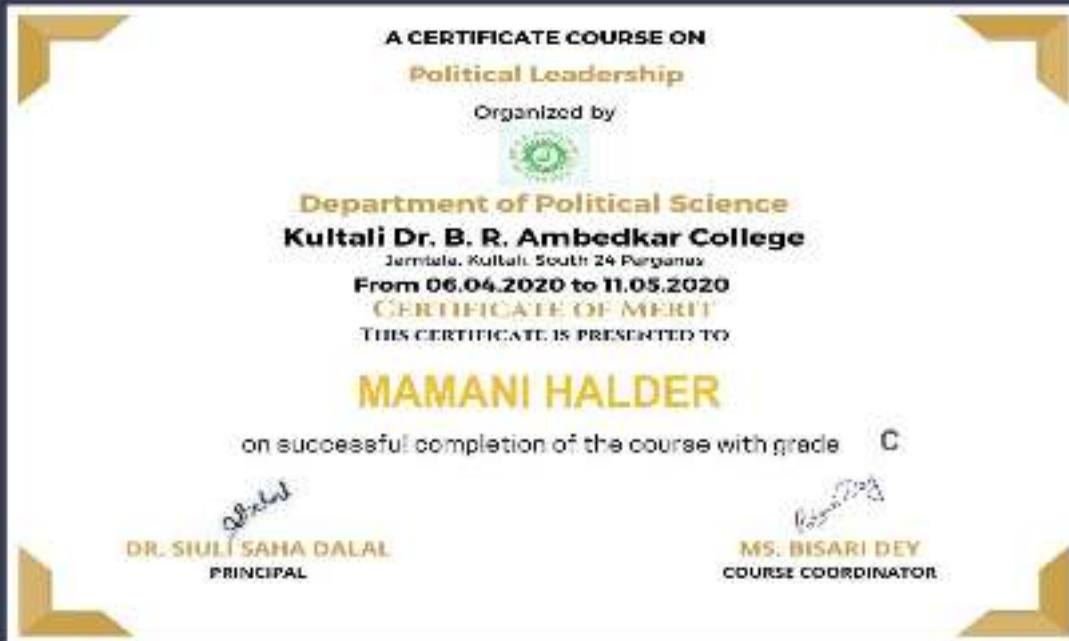 A CERTIFICATE COURSE ON
Political Leadership
Organized by
Department of Political Science
Kultali Dr. B. R. Ambedkar College
Jamtala, Kultali, South 24 Parganas
From 06.04.2020 to 11.05.2020
CERTIFICATE OF MERIT
THIS CERTIFICATE IS PRESENTED TO
MAMANI HALDER
on successful completion of the course with grade C
DR. SIULI SAHA DALAL
PRINCIPAL
MS. BISARI DEY
COURSE COORDINATOR